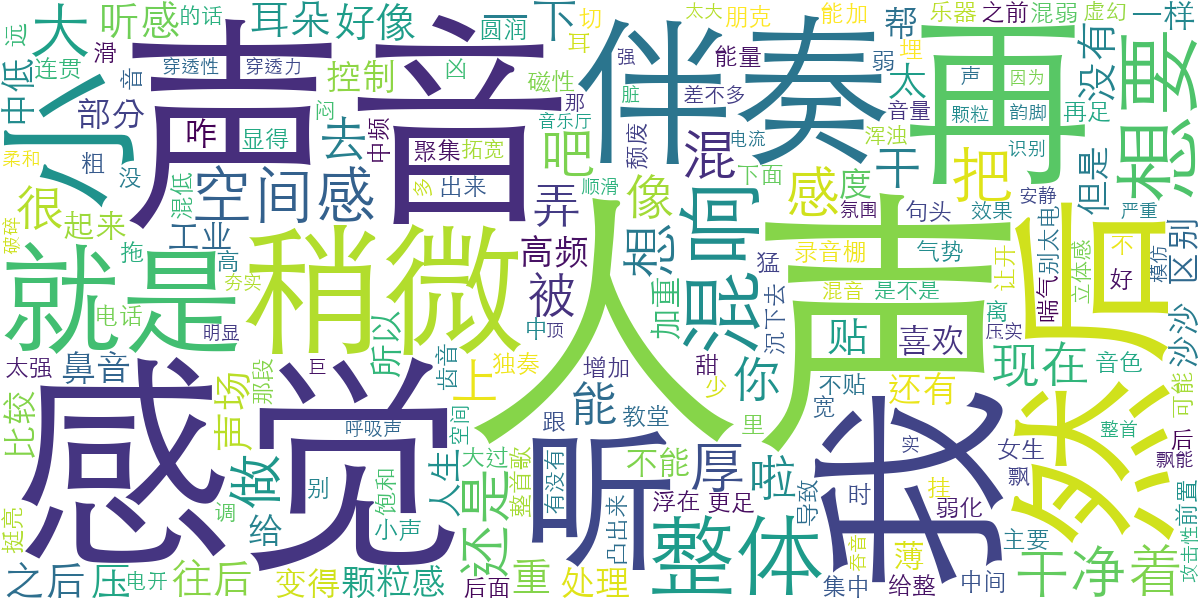 听感
的话
耳朵
好像
圆润
一下
切
耳
太大
朋克
能加
帮
乐器
之前
混弱
虚幻
一样
远
大
滑
连贯
穿透性
穿透力
控制
凶
磁性
能量
强
弱
埋
太
声
因为
没有
中低
小
声音
伴奏
再
想要
音
部分
咋
显得
闷
中频
聚集
拓宽
那
音乐厅
脏
差不多
音量
颗粒
韵脚
再足
柔和
粗
没
去
吧
颓废
混
电流
浑浊
识别
但是
混低
空间感
多
出来
弄
顺滑
像
下面
感
度
干
把
安静
严重
很
起来
工业
高频
想
混响
氛围
句头
效果
破碎
拖
高
夯实
被
录音棚
气势
喘气
别太电
立体感
不
模仿
区别
就是
稍微
人声
后
加重
猛
混音
是不是
让开
好
电话
明显
所以
中
顶
沉下去
贴
喜欢
离
压实
沙沙
太强
鼻音
那段
巨
齿音
独奏
增加
甜
你
不贴
现在
音色
比较
声场
上
能
少
还有
宽
可能
感觉
听
我
然
呼吸声
空间
跟
教堂
里
实
女生
整首
后
做
饱和
大过
还是
整首歌
有没有
不能
厚
啦
导致
时
挂
飘
飘能
挺亮
调
给
别
小声
人生
凸出来
浮在
更足
整体
吞音
薄
弱化
主要
干净
着
攻击性
前置
之后
压
电开
往后
变得
颗粒感
后面
重
处理
集中
给整
中间